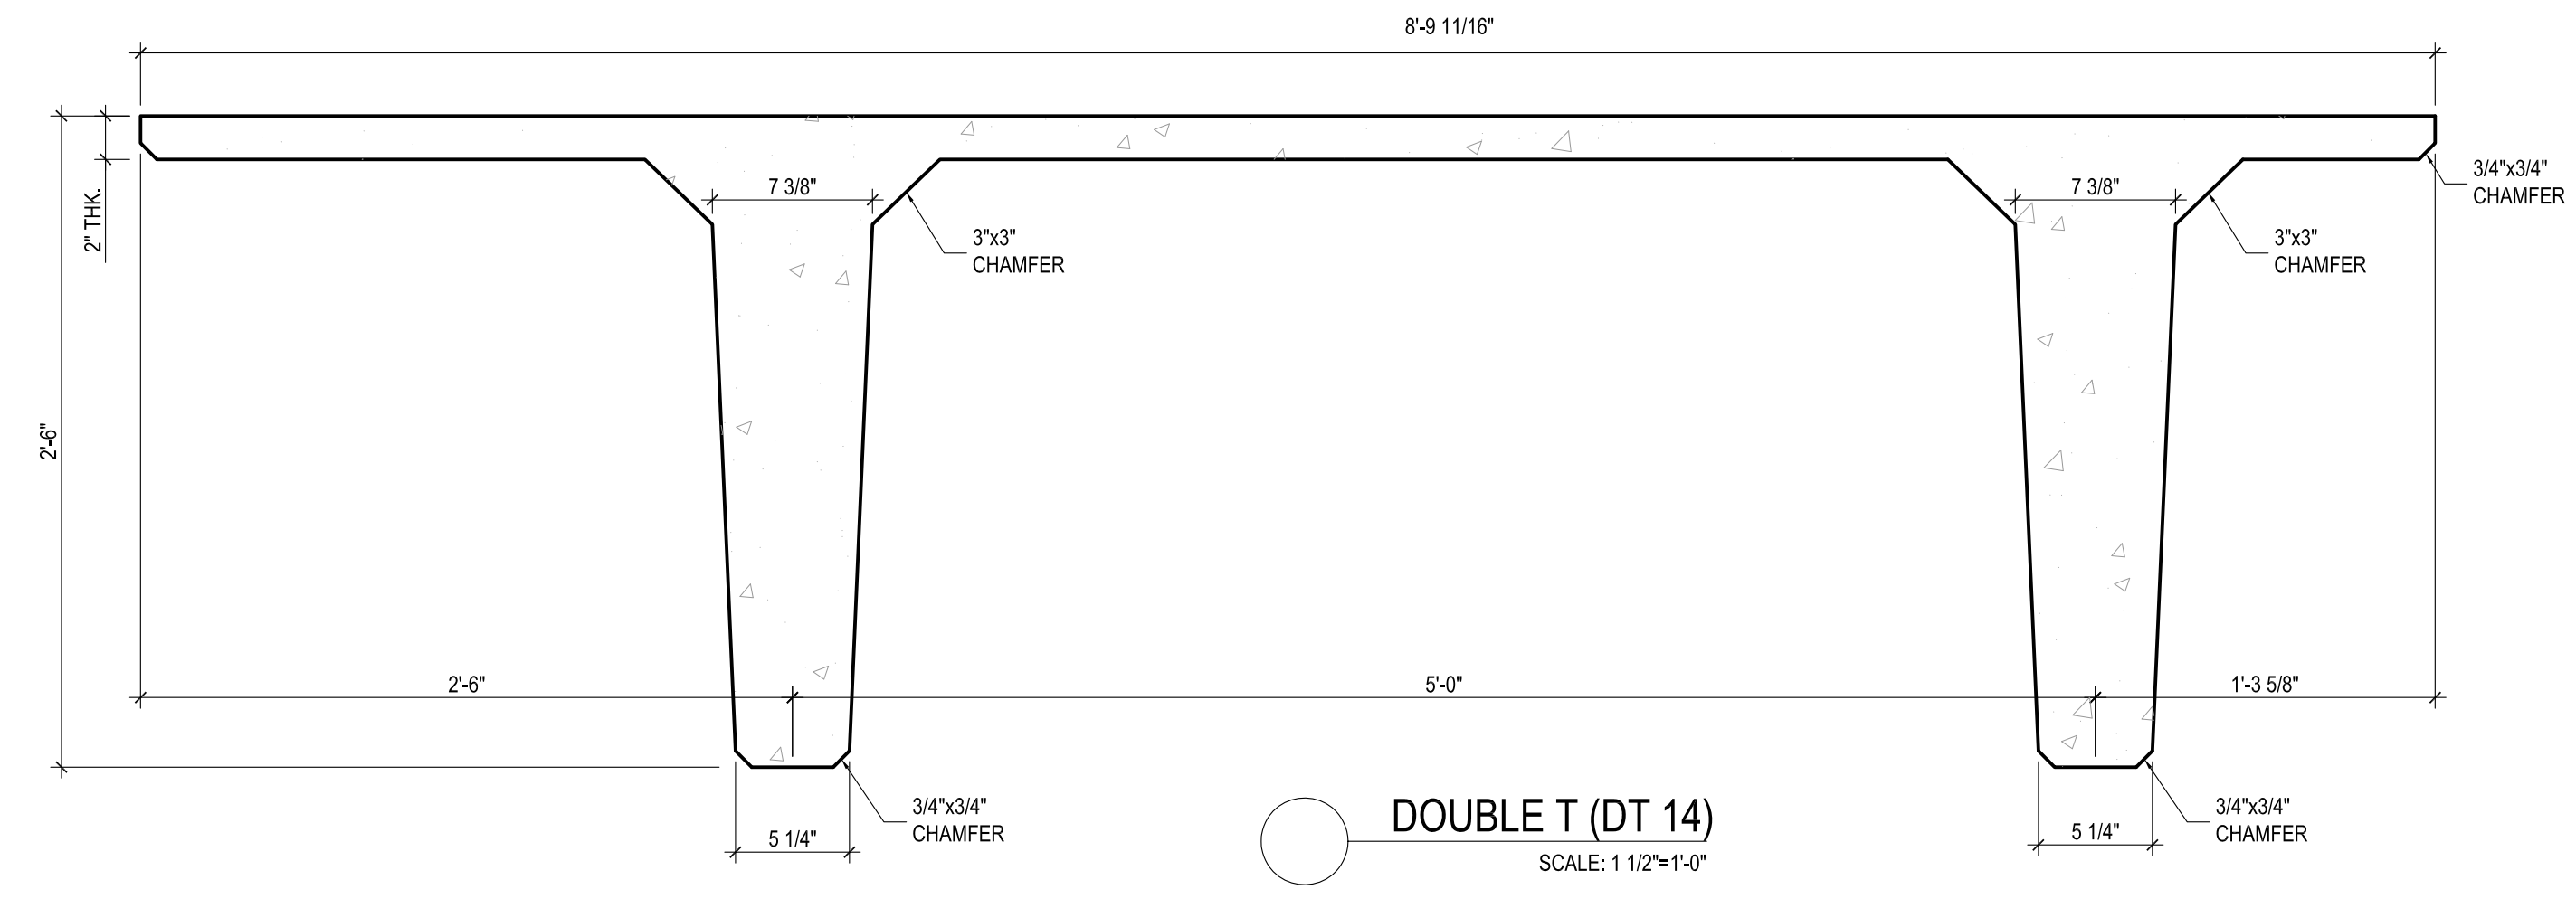 8'-9 11/16"
2" THK.
7 3/8"
7 3/8"
3/4"x3/4"
CHAMFER
3"x3"
CHAMFER
3"x3"
CHAMFER
2'-6"
2'-6"
5'-0"
1'-3 5/8"
3/4"x3/4"
CHAMFER
5 1/4"
DOUBLE T (DT 14)
SCALE: 1 1/2"=1'-0"
3/4"x3/4"
CHAMFER
5 1/4"